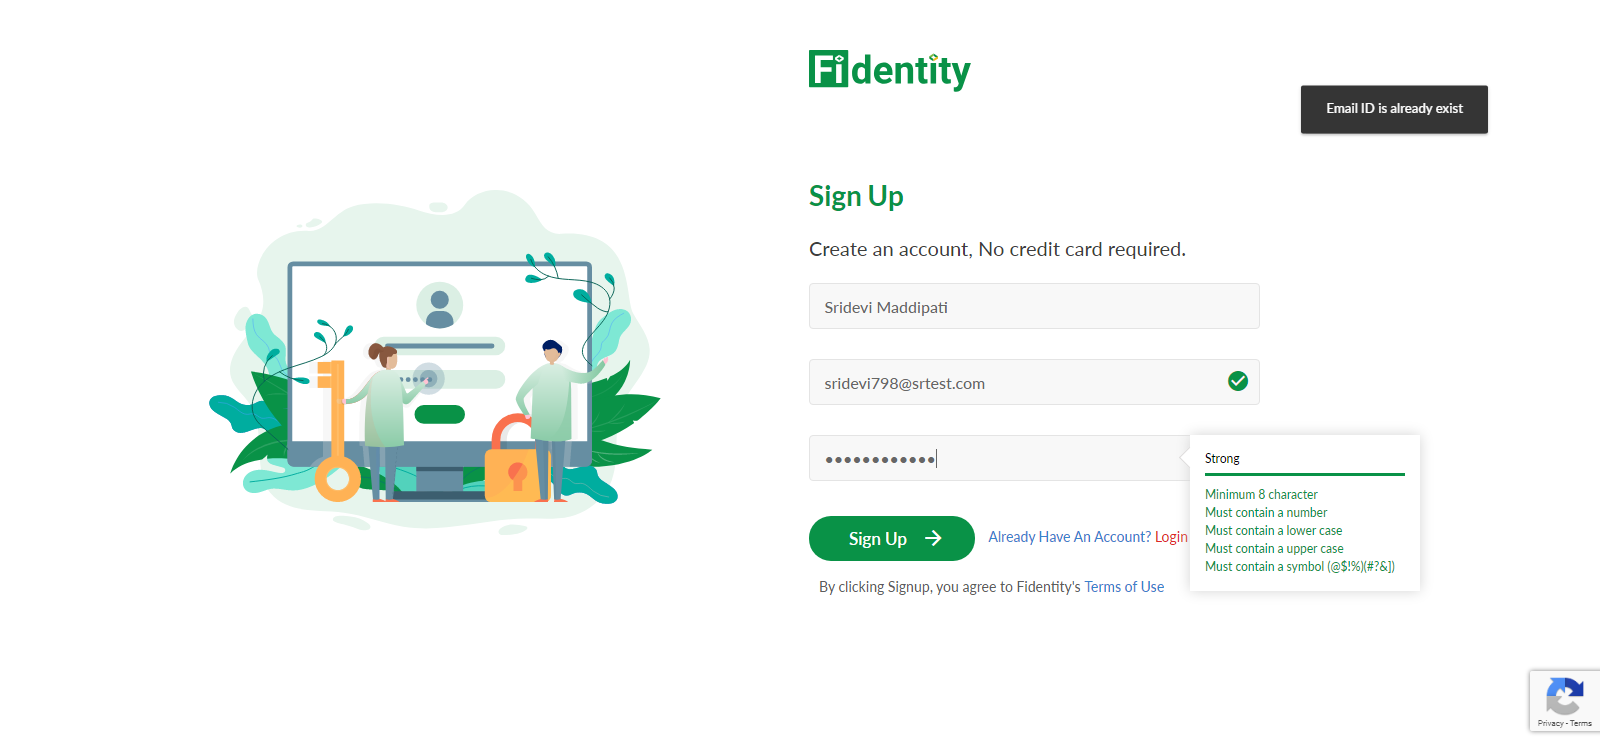 Fidentity
Email ID is already exist
Sign Up
Create an account, No credit card required.
Sridevi Maddipati
sridevi798@srtest.com
••••••••••••
Strong
Minimum 8 character
Must contain a number
Must contain a lower case
Must contain a upper case
Must contain a symbol (@$!%)(#?&])
Sign Up
Already Have An Account? Login
By clicking Signup, you agree to Fidentity's Terms of Use
Privacy - Terms